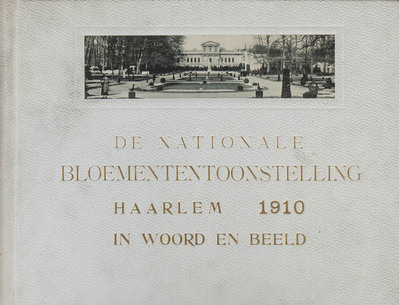 DE NATIONALE
BLOEMENTENTOONSTELLING
HAARLEM 1910
IN WOORD EN BEELD